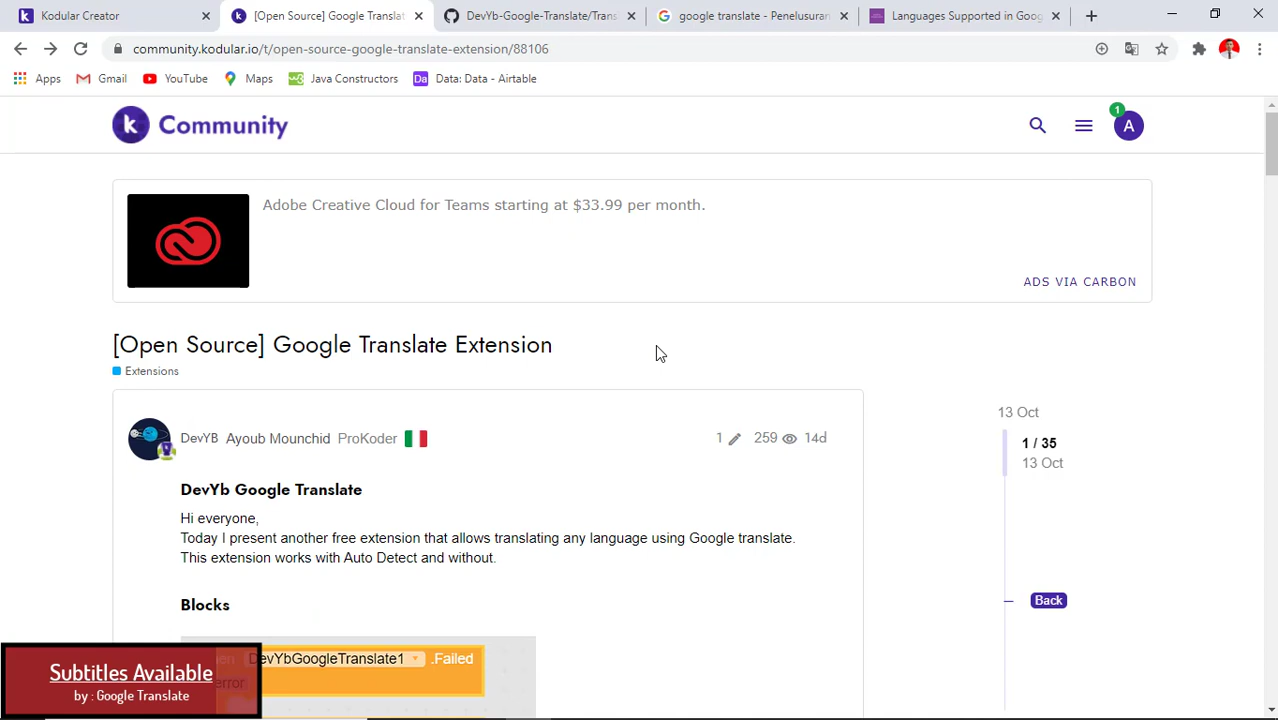 Kodular Creator
[Open Source] Google Translat
DevYb-Google-Translate/Trans
google translate - Penelusuran
Languages Supported in Goog
community.kodular.io/t/open-source-google-translate-extension/88106
Apps
Gmail
YouTube
Maps
Java Constructors
Data: Data - Airtable
k Community
1
A
Adobe Creative Cloud for Teams starting at $33.99 per month.
ADS VIA CARBON
[Open Source] Google Translate Extension
Extensions
DevYB Ayoub Mounchid ProKoder
1 259 14d
13 Oct
1 / 35
13 Oct
Back
DevYb Google Translate
Hi everyone,
Today I present another free extension that allows translating any language using Google translate.
This extension works with Auto Detect and without.
Blocks
DevYbGoogleTranslate1 .Failed
error
Subtitles Available
by : Google Translate